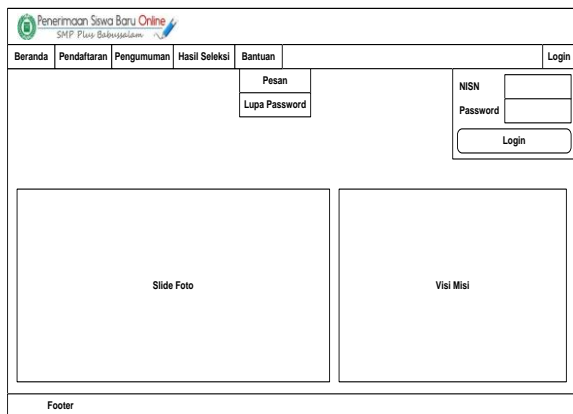 Penerimaan Siswa Baru Online
SMP Plus Babussalam
Beranda Pendaftaran Pengumuman Hasil Seleksi Bantuan Login
Pesan
Lupa Password
NISN
Password
Login
Slide Foto
Visi Misi
Footer